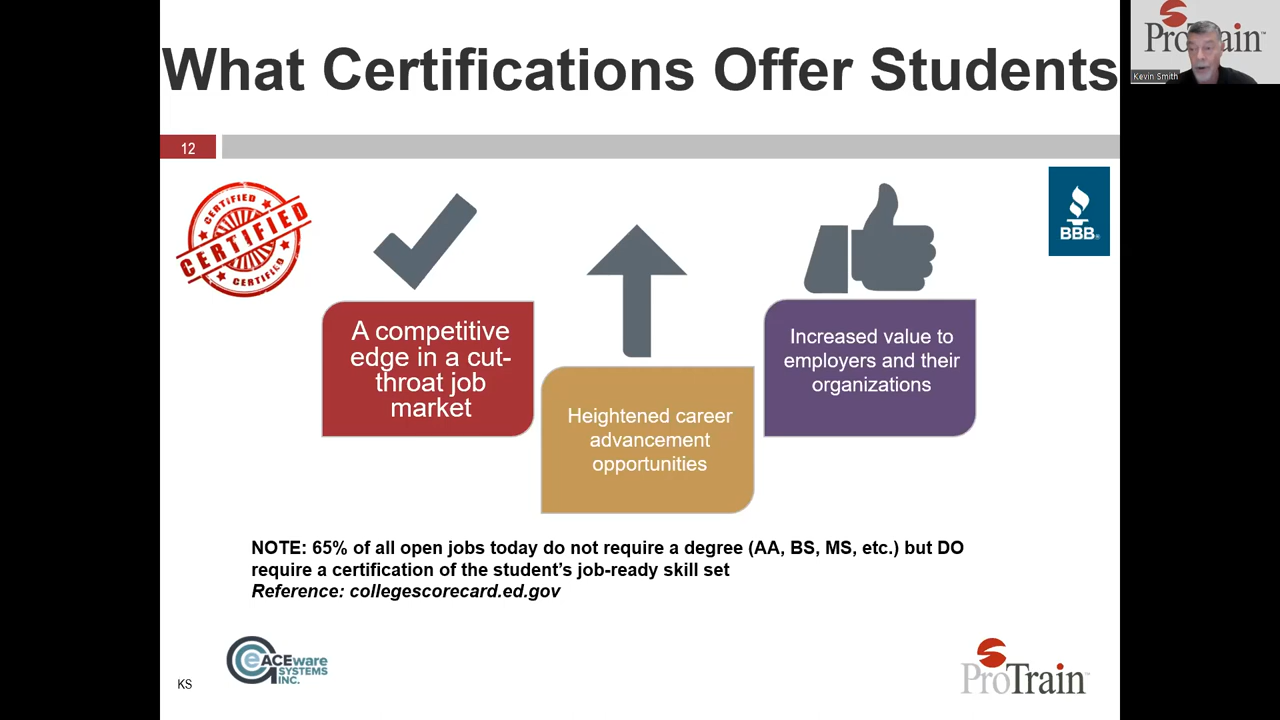 What Certifications Offer Students
ProTrain
Kevin Smith
12
CERTIFIED
CERTIFIED
CERTIFIED
BBB
A competitive
edge in a cut-
throat job
market
Heightened career
advancement
opportunities
Increased value to
employers and their
organizations
NOTE: 65% of all open jobs today do not require a degree (AA, BS, MS, etc.) but DO
require a certification of the student's job-ready skill set
Reference: collegescorecard.ed.gov
eACEware
SYSTEMS
INC.
KS
ProTrain